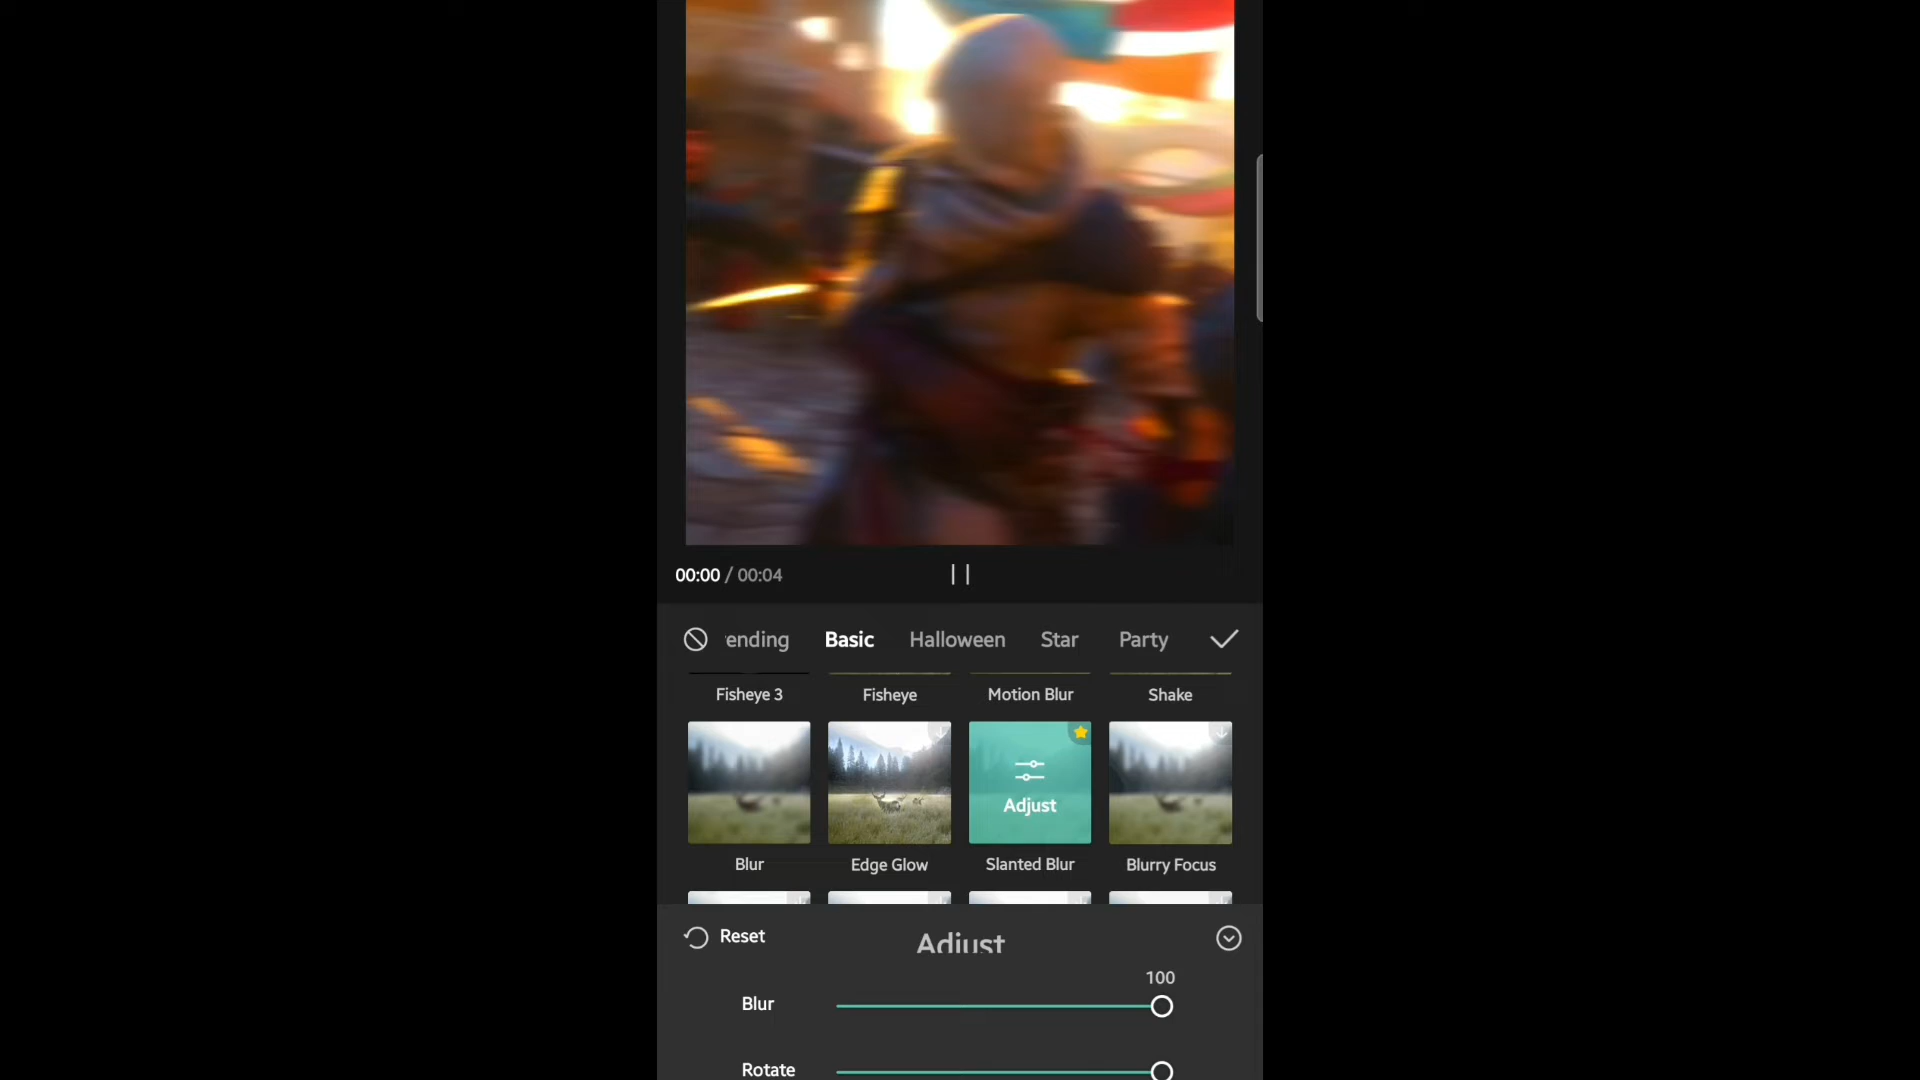 00:00 / 00:04
ending Basic Halloween Star Party
Fisheye 3 Fisheye Motion Blur Shake
Adjust
Blur Edge Glow Slanted Blur Blurry Focus
Reset Adjust
100
Blur
Rotate